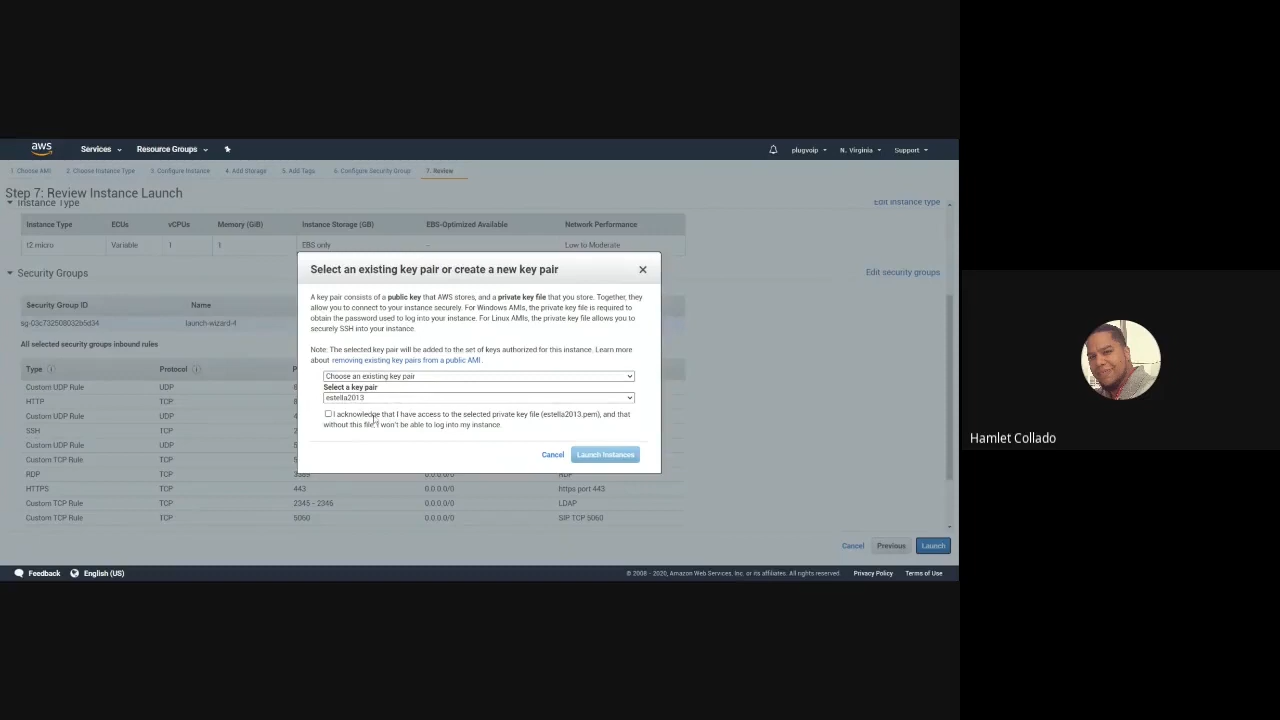 aws Services Resource Groups plugvoip N. Virginia Support
1. Choose AMI 2. Choose Instance Type 3. Configure Instance 4. Add Storage 5. Add Tags 6. Configure Security Group 7. Review
Step 7: Review Instance Launch
Instance Type Edit instance type
Instance Type ECUs vCPUs Memory (GiB) Instance Storage (GB) EBS-Optimized Available Network Performance
t2.micro Variable 1 1 EBS only - Low to Moderate
Security Groups Edit security groups
Security Group ID Name
launch-wizard-4
All selected security groups inbound rules
Type Protocol
Custom UDP Rule UDP
HTTP TCP
Custom UDP Rule UDP
SSH TCP
Custom UDP Rule UDP
Custom TCP Rule TCP
RDP TCP 3389 0.0.0.0/0 RDP
HTTPS TCP 443 0.0.0.0/0 https port 443
Custom TCP Rule TCP 2345 - 2346 0.0.0.0/0 LDAP
Custom TCP Rule TCP 5060 0.0.0.0/0 SIP TCP 5060
Select an existing key pair or create a new key pair
A key pair consists of a public key that AWS stores, and a private key file that you store. Together, they
allow you to connect to your instance securely. For Windows AMIs, the private key file is required to
obtain the password used to log into your instance. For Linux AMIs, the private key file allows you to
securely SSH into your instance.
Note: The selected key pair will be added to the set of keys authorized for this instance. Learn more
about removing existing key pairs from a public AMI.
Choose an existing key pair
Select a key pair
estella2013
I acknowledge that I have access to the selected private key file (estella2013.pem), and that
without this file, I won't be able to log into my instance.
Cancel Launch Instances
Cancel Previous Launch
Feedback English (US) © 2008 - 2020, Amazon Web Services, Inc. or its affiliates. All rights reserved. Privacy Policy Terms of Use
Hamlet Collado